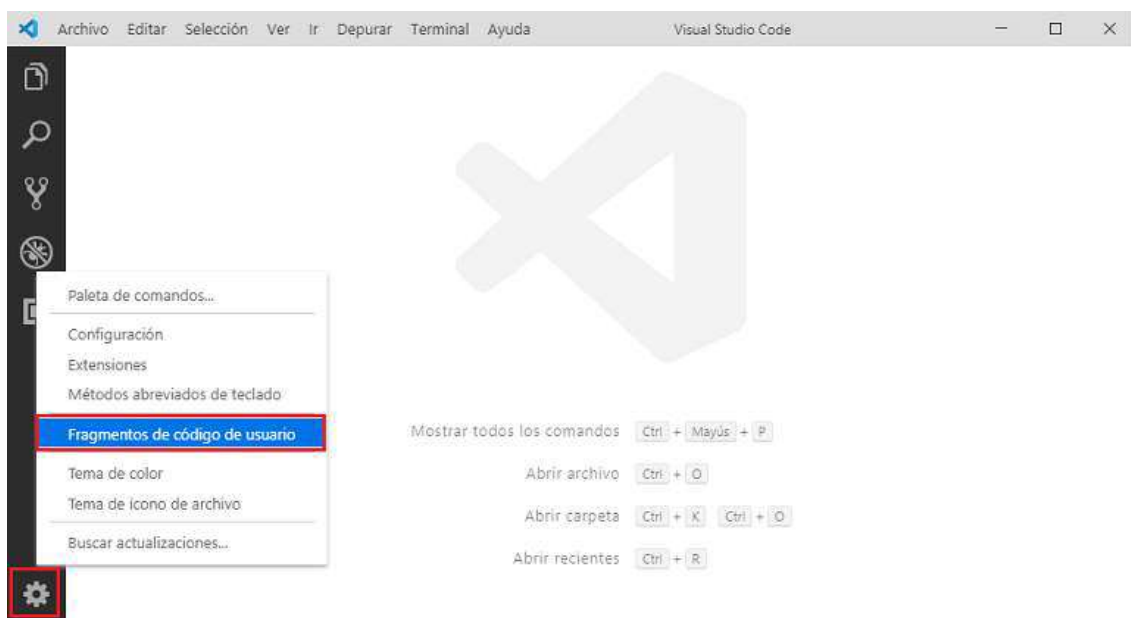 Archivo Editar Selección Ver Ir Depurar Terminal Ayuda Visual Studio Code
Paleta de comandos...
Configuración
Extensiones
Métodos abreviados de teclado
Fragmentos de código de usuario
Tema de color
Tema de icono de archivo
Buscar actualizaciones...
Mostrar todos los comandos Ctrl + Mayús + P
Abrir archivo Ctrl + O
Abrir carpeta Ctrl + K Ctrl + O
Abrir recientes Ctrl + R